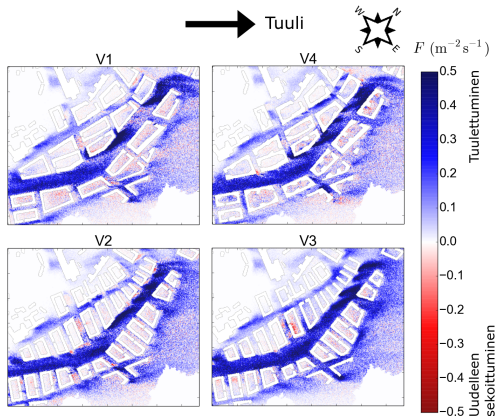 Tuuli
W N
S E
F (m⁻²s⁻¹)
V1
V4
0.5
0.4
0.3
0.2
0.1
0.0
−0.1
−0.2
−0.3
−0.4
−0.5
Tuulettuminen
Uudelleen
sekoittuminen
V2
V3